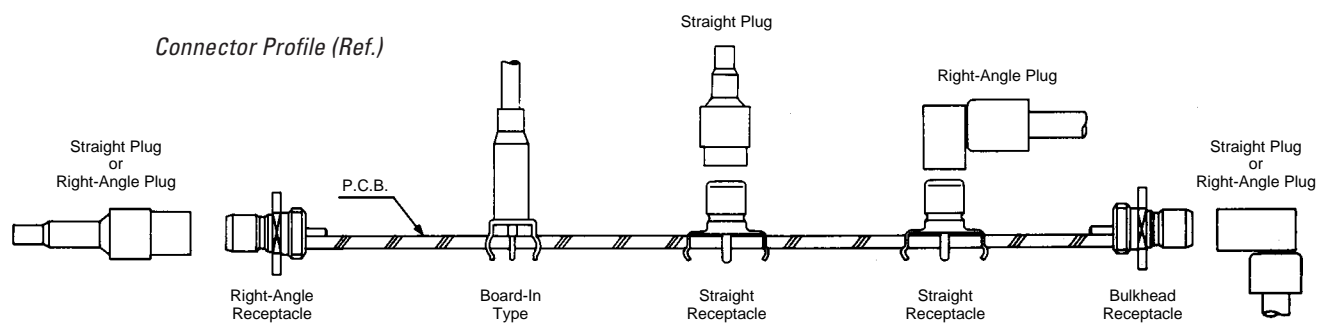 Connector Profile (Ref.)
Straight Plug
Right-Angle Plug
Straight Plug
or
Right-Angle Plug
Straight Plug
or
Right-Angle Plug
P.C.B.
Right-Angle
Receptacle
Board-In
Type
Straight
Receptacle
Straight
Receptacle
Bulkhead
Receptacle